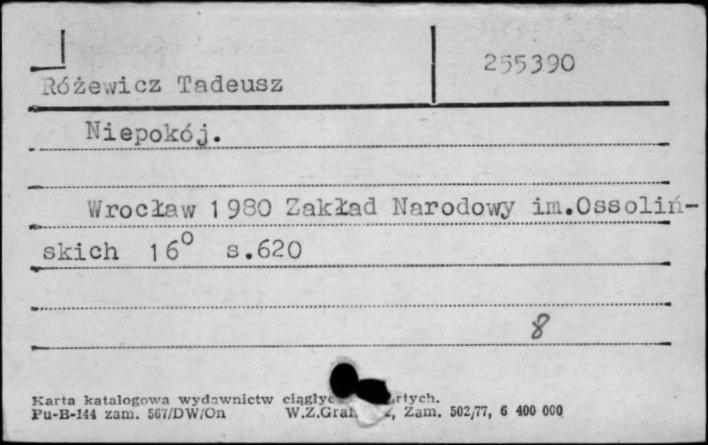 255390
Różewicz Tadeusz
Niepokój.
Wrocław 1980 Zakład Narodowy im.Ossoliń-
skich 16⁰ s.620
8
Karta katalogowa wydawnictw
Pu-B-144 zam. 567/DW/On W.Z.Graf. Zam. 502/77, 6 400 000